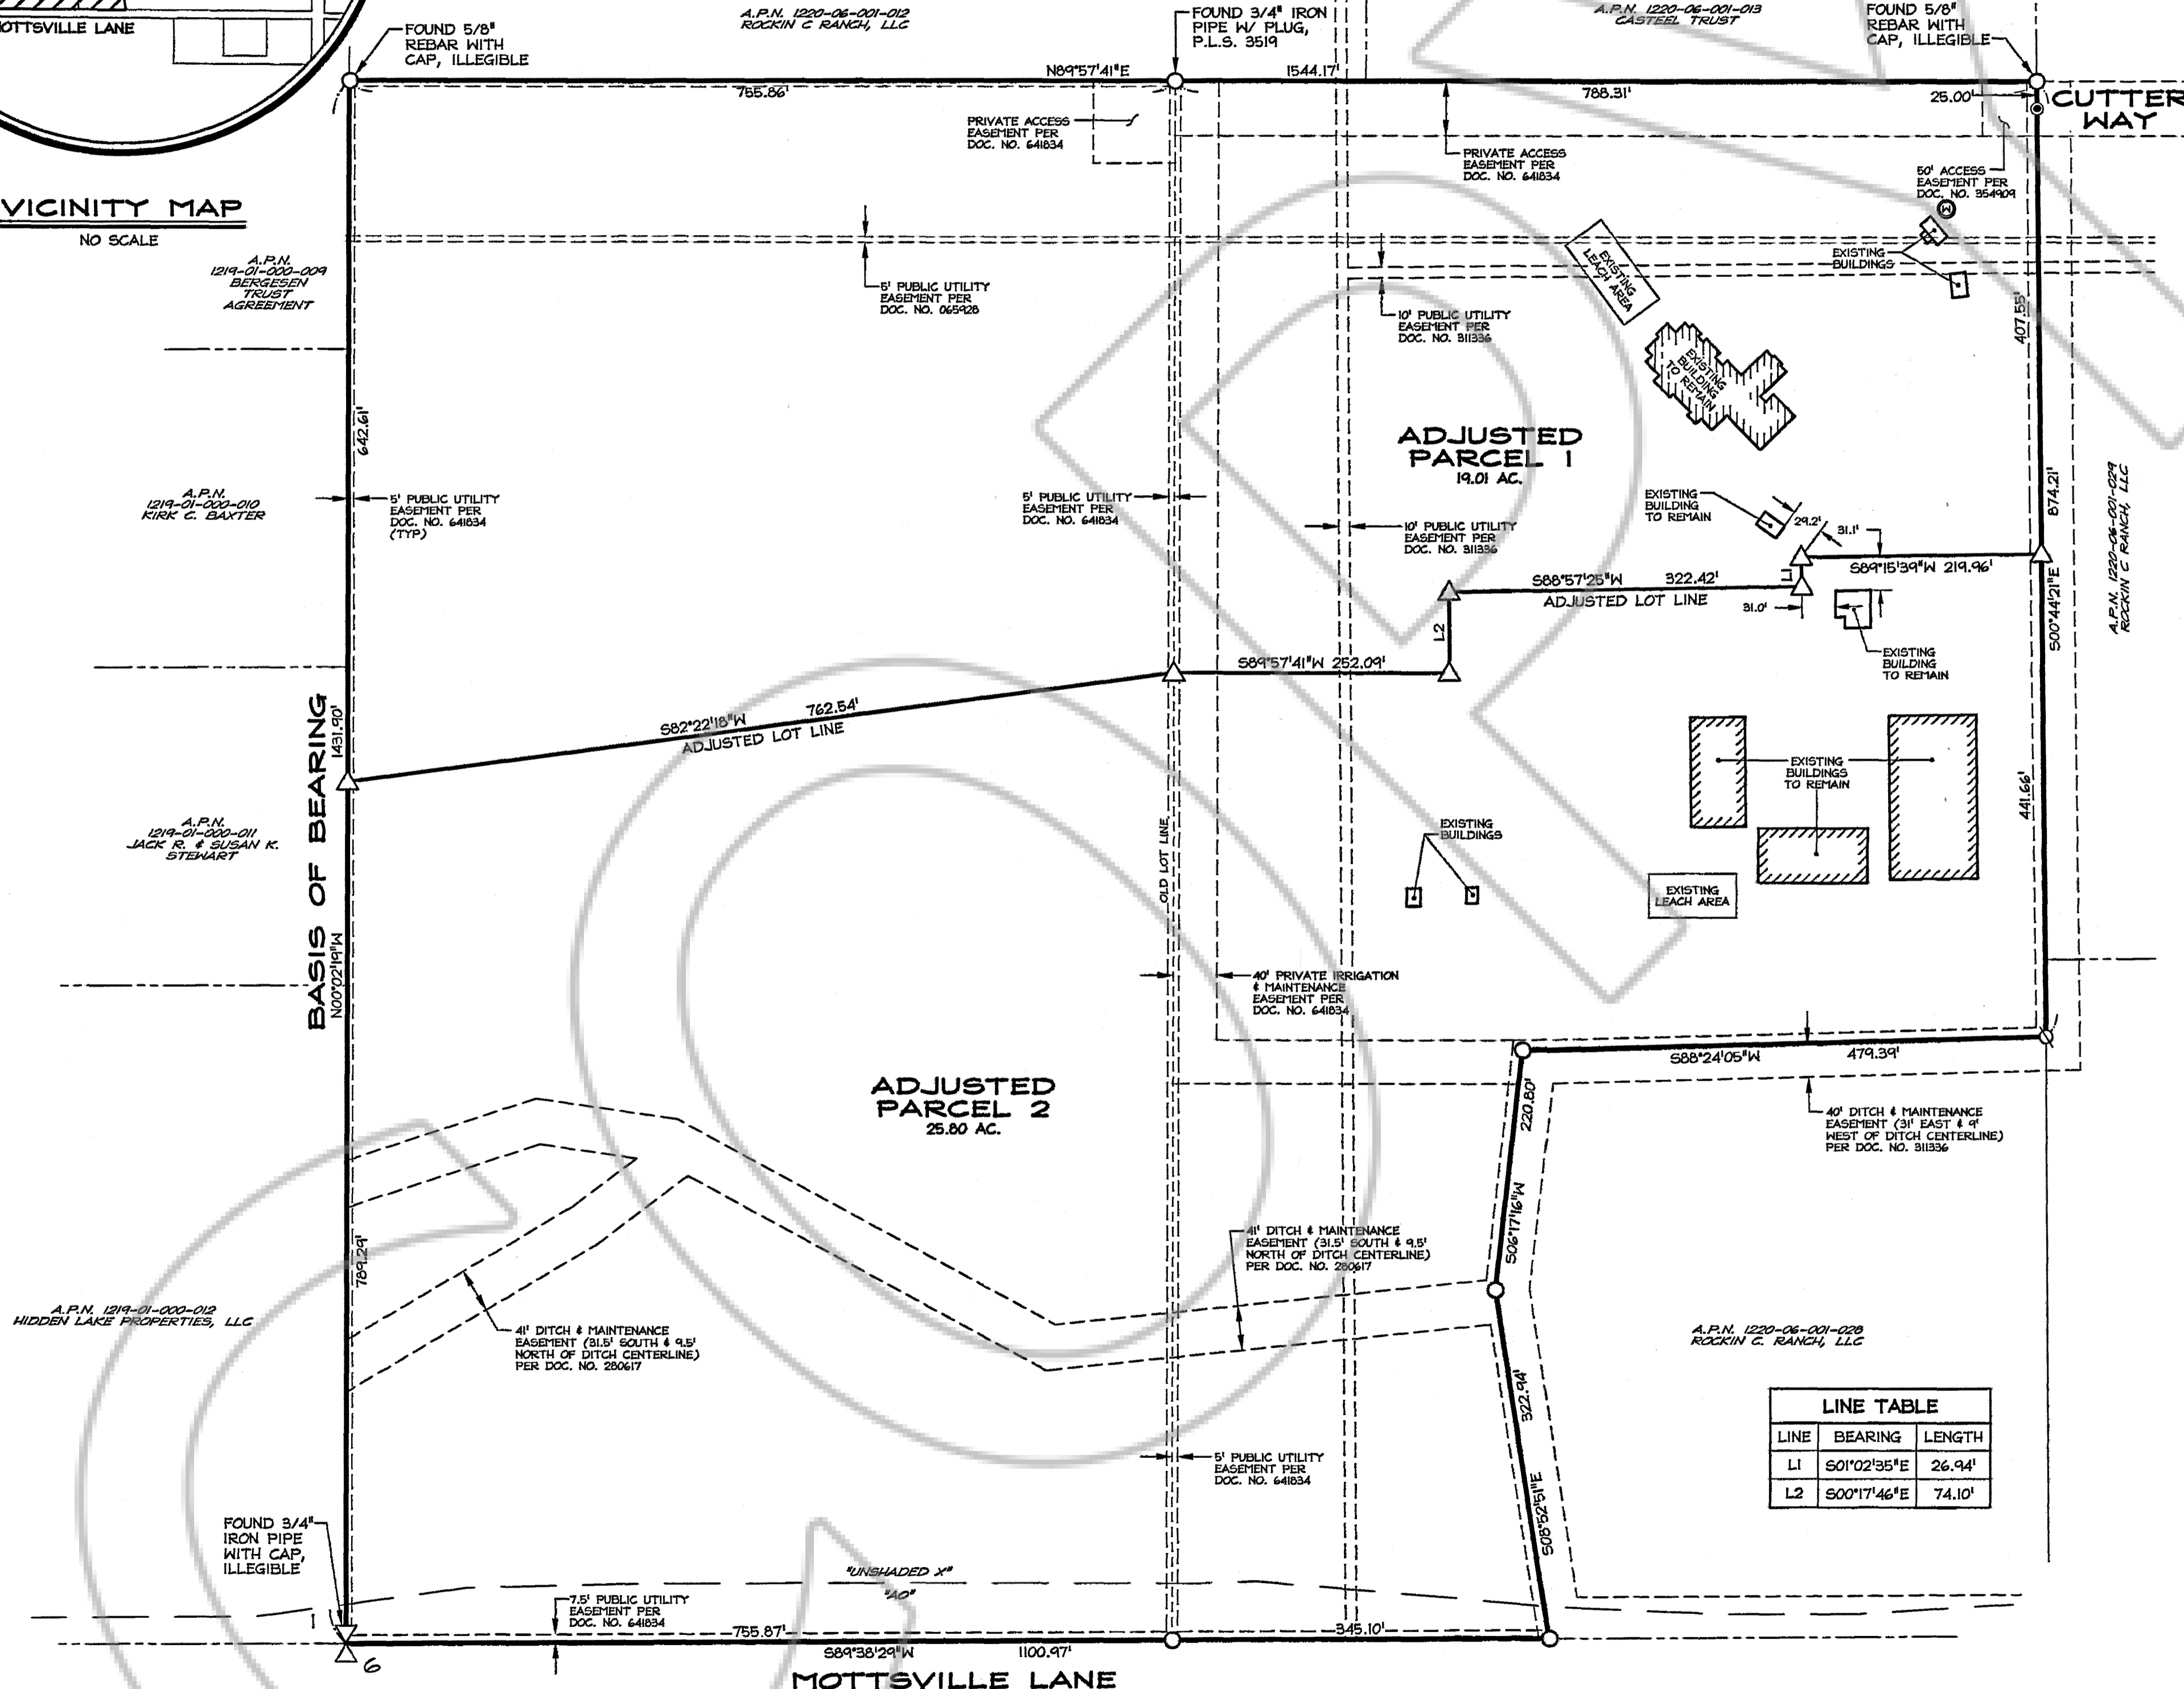 OTTSVILLE LANE
VICINITY MAP
NO SCALE
FOUND 5/8"
REBAR WITH
CAP, ILLEGIBLE
A.P.N. 1220-06-001-012
ROCKIN C RANCH, LLC
FOUND 3/4" IRON
PIPE W/ PLUG,
P.L.S. 3519
A.P.N. 1220-06-001-013
CASTEEL TRUST
FOUND 5/8"
REBAR WITH
CAP, ILLEGIBLE
N89°57'41"E
1544.17'
755.86'
788.31'
25.00'
CUTTER
WAY
PRIVATE ACCESS
EASEMENT PER
DOC. NO. 641834
PRIVATE ACCESS
EASEMENT PER
DOC. NO. 641834
50' ACCESS
EASEMENT PER
DOC. NO. 354909
W
A.P.N.
1219-01-000-009
BERGESEN
TRUST
AGREEMENT
5' PUBLIC UTILITY
EASEMENT PER
DOC. NO. 065928
10' PUBLIC UTILITY
EASEMENT PER
DOC. NO. 311336
EXISTING
LEACH AREA
EXISTING
BUILDINGS
EXISTING
BUILDING
TO REMAIN
407.55'
642.61'
ADJUSTED
PARCEL 1
19.01 AC.
A.P.N.
1219-01-000-010
KIRK C. BAXTER
5' PUBLIC UTILITY
EASEMENT PER
DOC. NO. 641834
(TYP)
5' PUBLIC UTILITY
EASEMENT PER
DOC. NO. 641834
10' PUBLIC UTILITY
EASEMENT PER
DOC. NO. 311336
EXISTING
BUILDING
TO REMAIN
29.2'
31.1'
874.21'
S00°44'21"E
A.P.N. 1220-06-001-029
ROCKIN C RANCH, LLC
S89°15'39"W 219.96'
S88°57'25"W 322.42'
ADJUSTED LOT LINE
L1
31.0'
L2
EXISTING
BUILDING
TO REMAIN
S89°57'41"W 252.09'
S82°22'18"W 762.54'
ADJUSTED LOT LINE
BASIS OF BEARING
N00°02'19"W
1431.90'
A.P.N.
1219-01-000-011
JACK R. & SUSAN K.
STEWART
OLD LOT LINE
EXISTING
BUILDINGS
TO REMAIN
441.66'
EXISTING
BUILDINGS
EXISTING
LEACH AREA
40' PRIVATE IRRIGATION
& MAINTENANCE
EASEMENT PER
DOC. NO. 641834
S88°24'05"W
479.39'
ADJUSTED
PARCEL 2
25.80 AC.
220.80'
S06°17'16"W
40' DITCH & MAINTENANCE
EASEMENT (31' EAST & 9'
WEST OF DITCH CENTERLINE)
PER DOC. NO. 311336
789.29'
41' DITCH & MAINTENANCE
EASEMENT (31.5' SOUTH & 9.5'
NORTH OF DITCH CENTERLINE)
PER DOC. NO. 280617
A.P.N. 1219-01-000-012
HIDDEN LAKE PROPERTIES, LLC
41' DITCH & MAINTENANCE
EASEMENT (31.5' SOUTH & 9.5'
NORTH OF DITCH CENTERLINE)
PER DOC. NO. 280617
A.P.N. 1220-06-001-028
ROCKIN C. RANCH, LLC
322.94'
S08°52'51"E
LINE TABLE
LINE BEARING LENGTH
L1 S01°02'35"E 26.94'
L2 S00°17'46"E 74.10'
5' PUBLIC UTILITY
EASEMENT PER
DOC. NO. 641834
FOUND 3/4"
IRON PIPE
WITH CAP,
ILLEGIBLE
"UNSHADED X"
"AO"
7.5' PUBLIC UTILITY
EASEMENT PER
DOC. NO. 641834
1
6
755.87'
345.10'
S89°38'29"W
1100.97'
MOTTSVILLE LANE